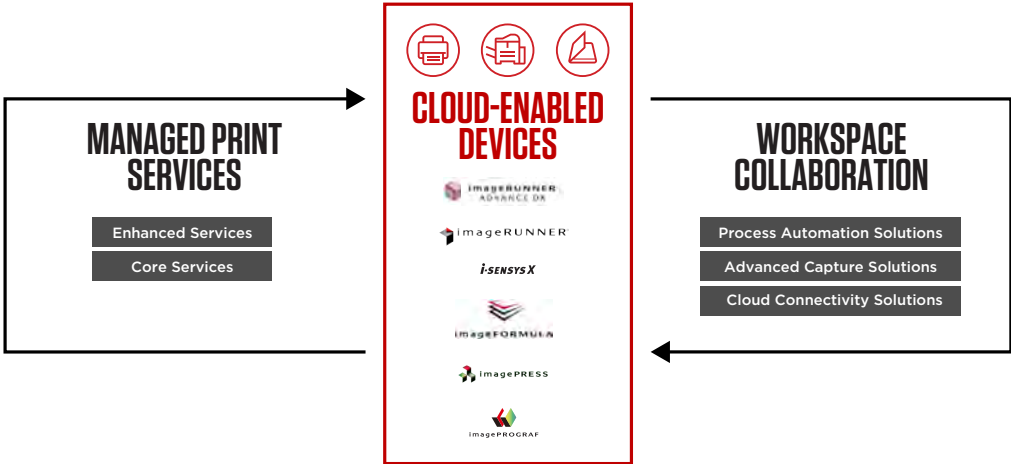 MANAGED PRINT
SERVICES
Enhanced Services
Core Services
CLOUD-ENABLED
DEVICES
imageRUNNER
ADVANCE DX
imageRUNNER
i-SENSYS X
imageFORMULA
imagePRESS
imagePROGRAF
WORKSPACE
COLLABORATION
Process Automation Solutions
Advanced Capture Solutions
Cloud Connectivity Solutions